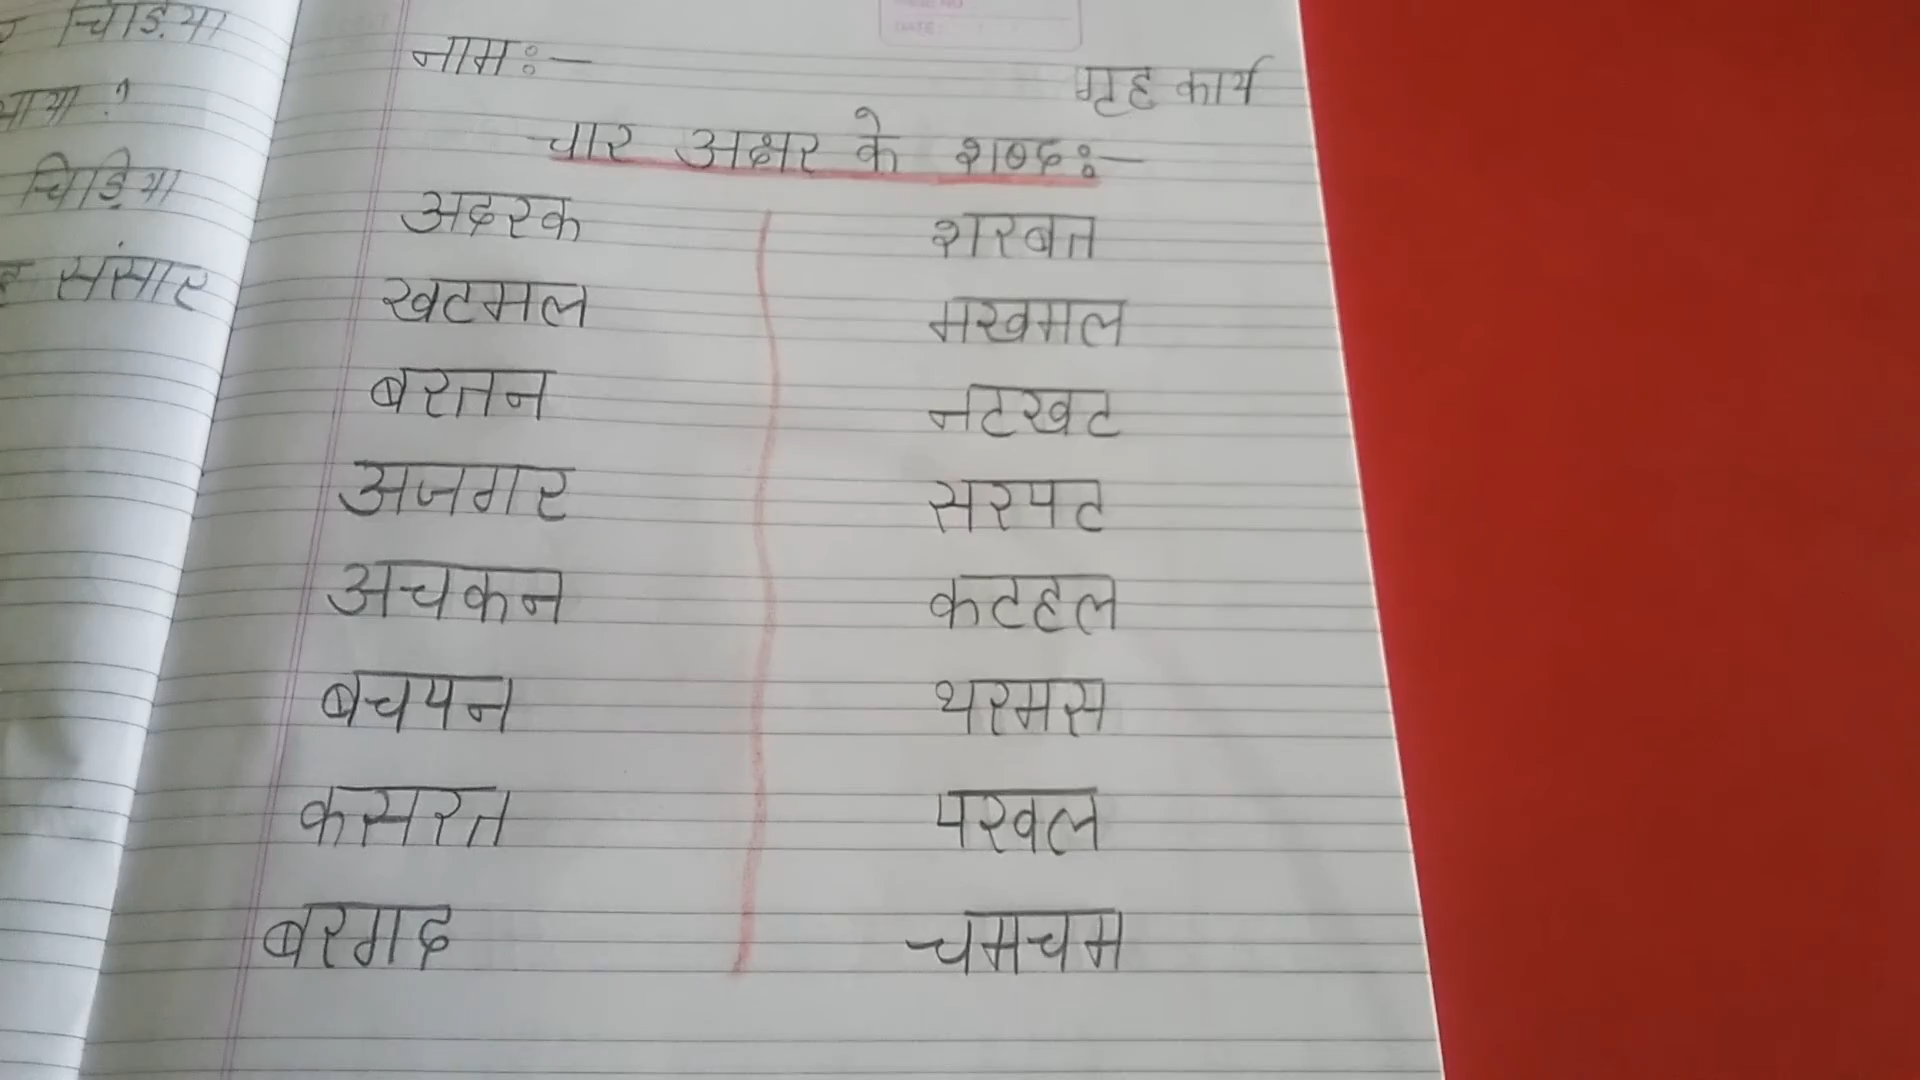 चिड़िया
चिड़िया
संसार
DATE:
नामः-
गृह कार्य
चार अक्षर के शब्दः-
अदरक
खटमल
बरतन
अजगर
अचकन
बचपन
कसरत
बरगद
शरबत
मखमल
नटखट
सरपट
कटहल
थरमस
परवल
चमचम